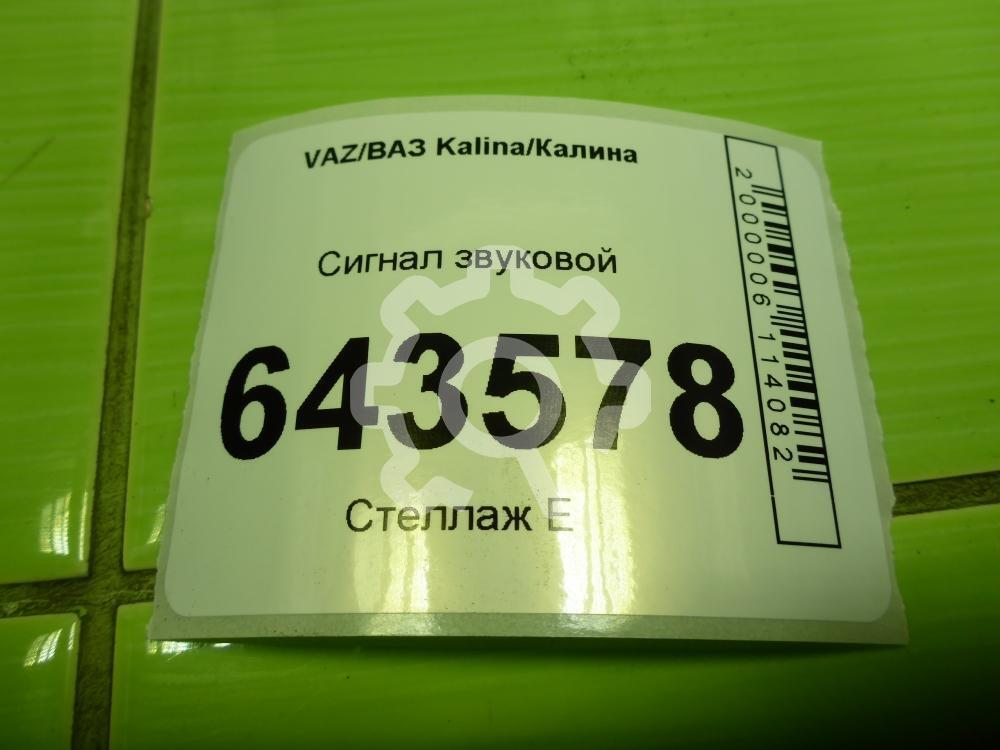 VAZ/ВАЗ Kalina/Калина
Сигнал звуковой
643578
Стеллаж Е
2000006114082